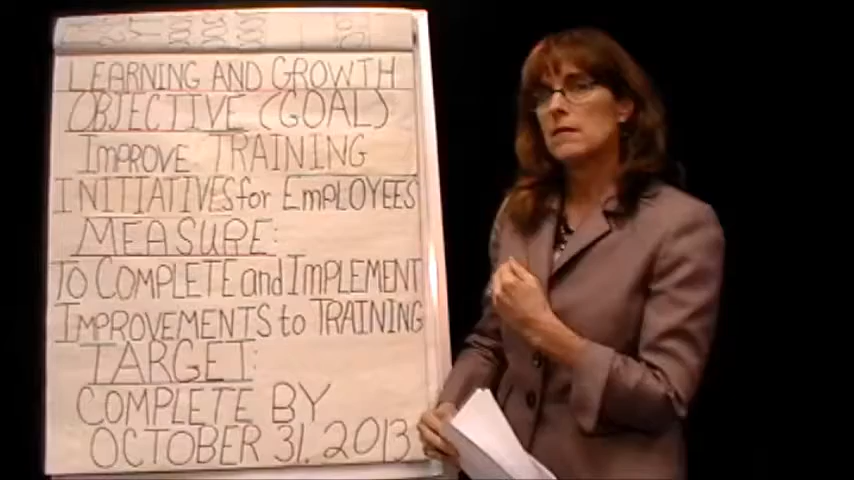 LEARNING AND GROWTH
OBJECTIVE (GOAL)
IMPROVE TRAINING
INITIATIVES for EMPLOYEES
MEASURE:
TO COMPLETE and IMPLEMENT
IMPROVEMENTS to TRAINING
TARGET:
COMPLETE BY
OCTOBER 31. 2013